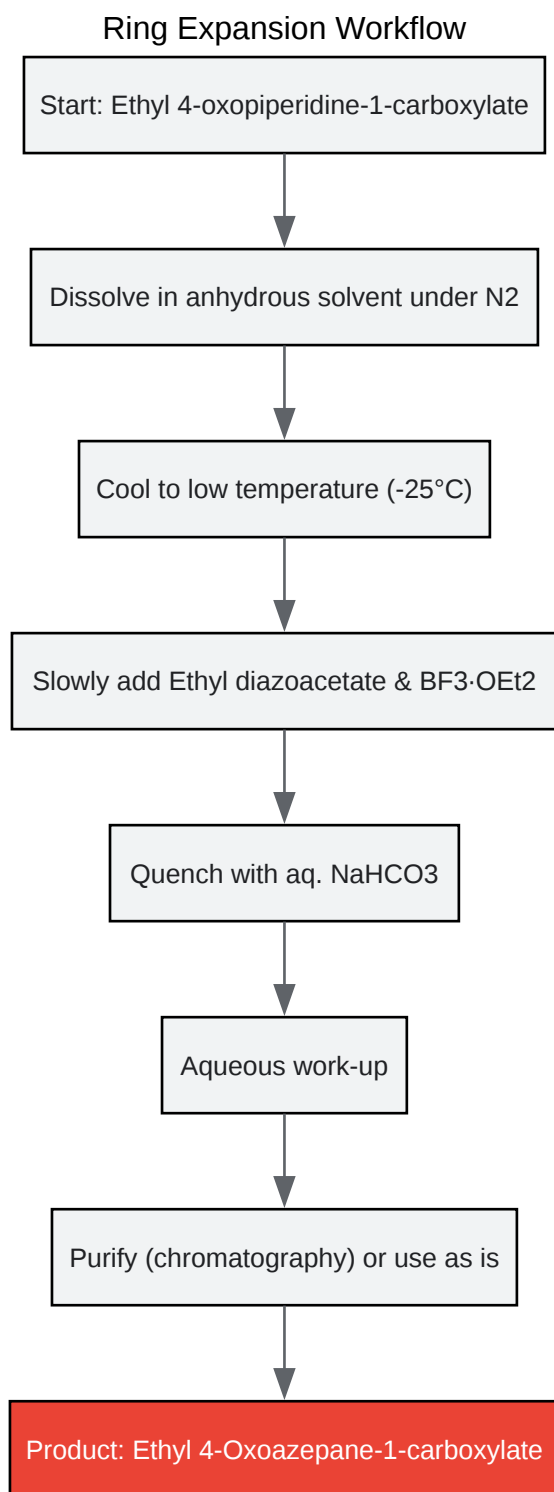 Ring Expansion Workflow
Start: Ethyl 4-oxopiperidine-1-carboxylate
Dissolve in anhydrous solvent under N2
Cool to low temperature (-25°C)
Slowly add Ethyl diazoacetate & BF3·OEt2
Quench with aq. NaHCO3
Aqueous work-up
Purify (chromatography) or use as is
Product: Ethyl 4-Oxoazepane-1-carboxylate